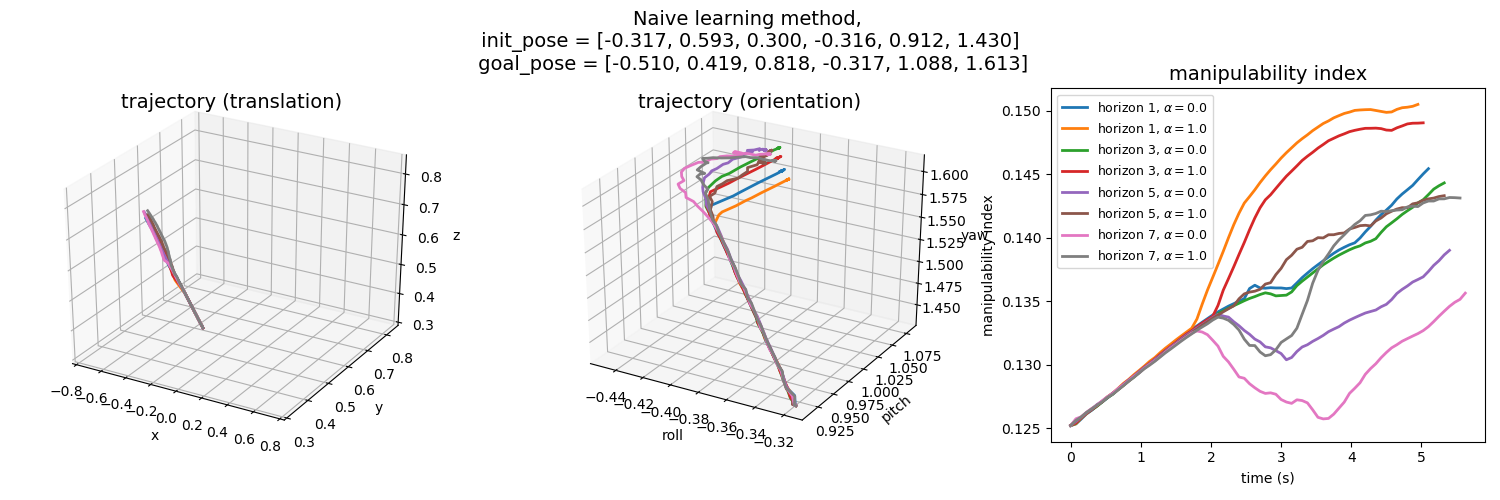 Naive learning method,
init_pose = [-0.317, 0.593, 0.300, -0.316, 0.912, 1.430]
goal_pose = [-0.510, 0.419, 0.818, -0.317, 1.088, 1.613]
trajectory (translation)
−0.8
−0.6
−0.4
−0.2
0.0
0.2
0.4
0.6
0.8
x
0.3
0.4
0.5
0.6
0.7
0.8
y
0.3
0.4
0.5
0.6
0.7
0.8
z
trajectory (orientation)
−0.44
−0.42
−0.40
−0.38
−0.36
−0.34
−0.32
roll
0.925
0.950
0.975
1.000
1.025
1.050
1.075
pitch
1.450
1.475
1.500
1.525
1.550
1.575
1.600
yaw
manipulability index
0.150
0.145
0.140
0.135
0.130
0.125
manipulability index
horizon 1, α = 0.0
horizon 1, α = 1.0
horizon 3, α = 0.0
horizon 3, α = 1.0
horizon 5, α = 0.0
horizon 5, α = 1.0
horizon 7, α = 0.0
horizon 7, α = 1.0
0
1
2
3
4
5
time (s)